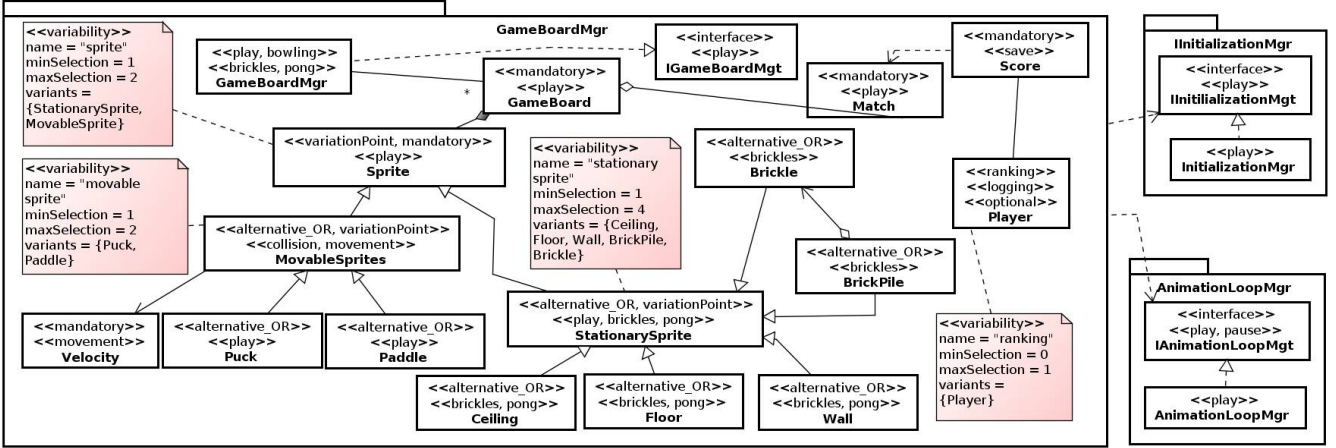 GameBoardMgr
<<variability>>
name = "sprite"
minSelection = 1
maxSelection = 2
variants =
{StationarySprite,
MovableSprite}
<<play, bowling>>
<<brickles, pong>>
GameBoardMgr
<<interface>>
<<play>>
IGameBoardMgt
<<mandatory>>
<<save>>
Score
<<mandatory>>
<<play>>
GameBoard
*
<<mandatory>>
<<play>>
Match
<<variationPoint, mandatory>>
<<play>>
Sprite
<<variability>>
name = "stationary
sprite"
minSelection = 1
maxSelection = 4
variants = {Ceiling,
Floor, Wall, BrickPile,
Brickle}
<<alternative_OR>>
<<brickles>>
Brickle
<<variability>>
name = "movable
sprite"
minSelection = 1
maxSelection = 2
variants = {Puck,
Paddle}
<<ranking>>
<<logging>>
<<optional>>
Player
<<alternative_OR, variationPoint>>
<<collision, movement>>
MovableSprites
<<alternative_OR>>
<<brickles>>
BrickPile
<<mandatory>>
<<movement>>
Velocity
<<alternative_OR>>
<<play>>
Puck
<<alternative_OR>>
<<play>>
Paddle
<<alternative_OR, variationPoint>>
<<play, brickles, pong>>
StationarySprite
<<variability>>
name = "ranking"
minSelection = 0
maxSelection = 1
variants =
{Player}
<<alternative_OR>>
<<brickles, pong>>
Ceiling
<<alternative_OR>>
<<brickles, pong>>
Floor
<<alternative_OR>>
<<brickles, pong>>
Wall
IInitializationMgr
<<interface>>
<<play>>
IInitilializationMgt
<<play>>
InitializationMgr
AnimationLoopMgr
<<interface>>
<<play, pause>>
IAnimationLoopMgt
<<play>>
AnimationLoopMgr